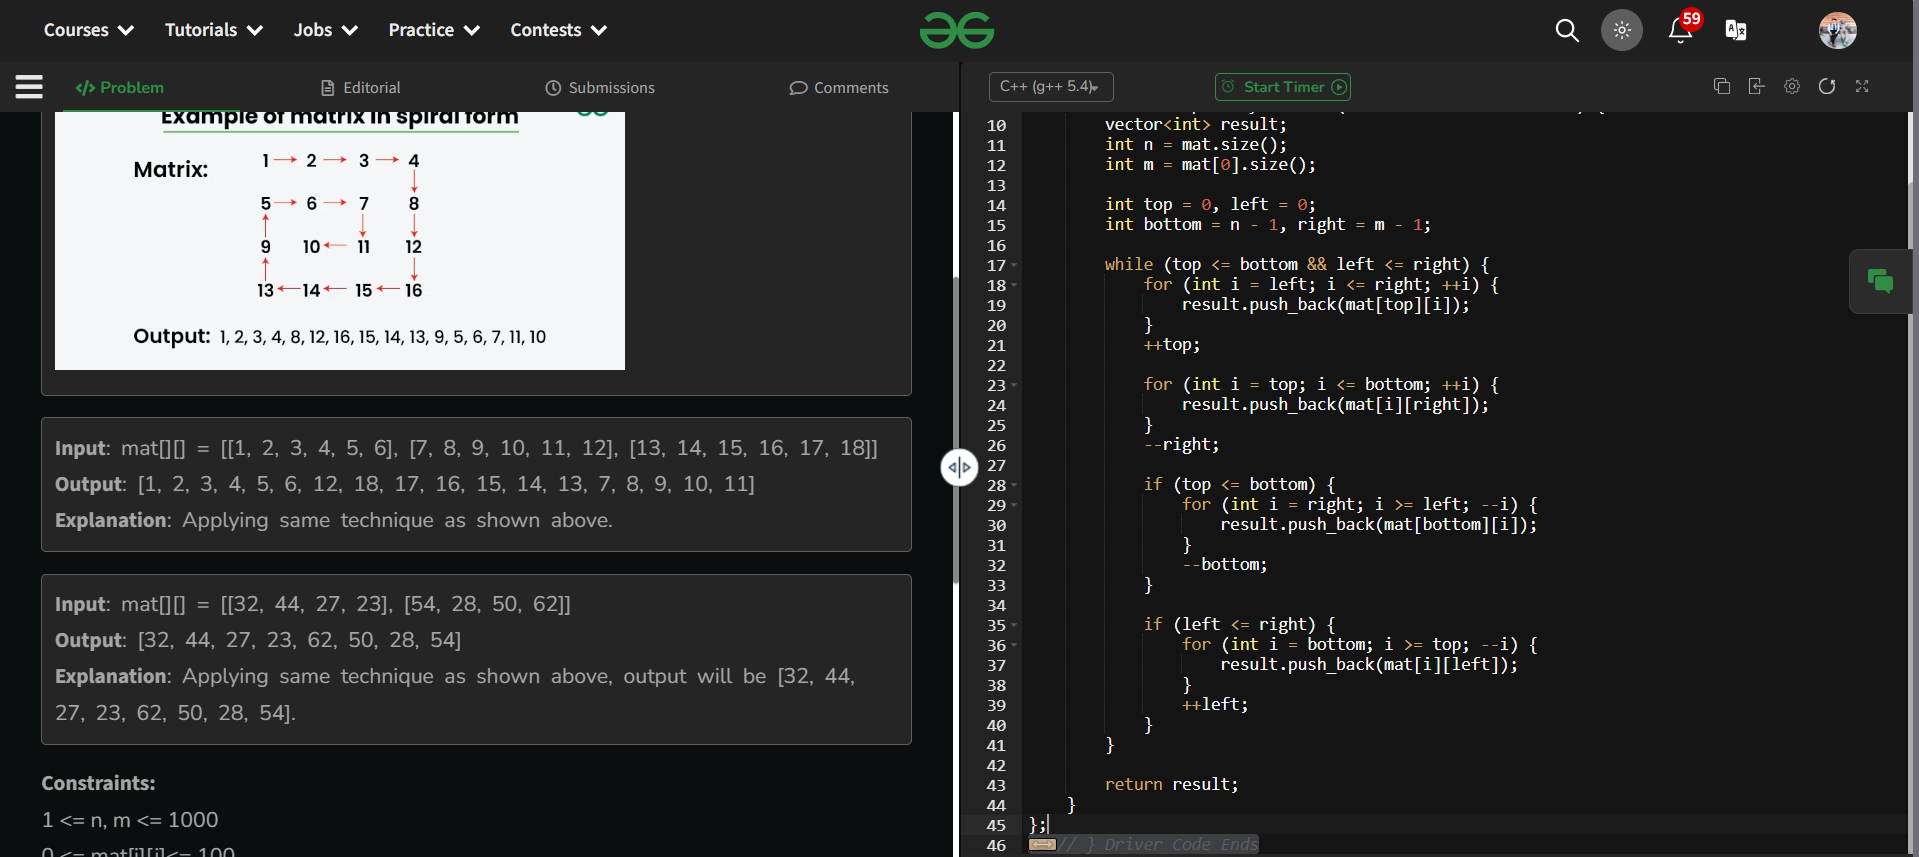 Courses Tutorials Jobs Practice Contests
59
Problem Editorial Submissions Comments
Example of matrix in spiral form
Matrix:
1 2 3 4
5 6 7 8
9 10 11 12
13 14 15 16
Output: 1, 2, 3, 4, 8, 12, 16, 15, 14, 13, 9, 5, 6, 7, 11, 10
Input: mat[][] = [[1, 2, 3, 4, 5, 6], [7, 8, 9, 10, 11, 12], [13, 14, 15, 16, 17, 18]]
Output: [1, 2, 3, 4, 5, 6, 12, 18, 17, 16, 15, 14, 13, 7, 8, 9, 10, 11]
Explanation: Applying same technique as shown above.
Input: mat[][] = [[32, 44, 27, 23], [54, 28, 50, 62]]
Output: [32, 44, 27, 23, 62, 50, 28, 54]
Explanation: Applying same technique as shown above, output will be [32, 44,
27, 23, 62, 50, 28, 54].
Constraints:
1 <= n, m <= 1000
0 <= mat[i][j]<= 100
C++ (g++ 5.4) Start Timer
10 vector<int> result;
11 int n = mat.size();
12 int m = mat[0].size();
13
14 int top = 0, left = 0;
15 int bottom = n - 1, right = m - 1;
16
17 while (top <= bottom && left <= right) {
18 for (int i = left; i <= right; ++i) {
19 result.push_back(mat[top][i]);
20 }
21 ++top;
22
23 for (int i = top; i <= bottom; ++i) {
24 result.push_back(mat[i][right]);
25 }
26 --right;
27
28 if (top <= bottom) {
29 for (int i = right; i >= left; --i) {
30 result.push_back(mat[bottom][i]);
31 }
32 --bottom;
33 }
34
35 if (left <= right) {
36 for (int i = bottom; i >= top; --i) {
37 result.push_back(mat[i][left]);
38 }
39 ++left;
40 }
41 }
42
43 return result;
44 }
45 };
46 // } Driver Code Ends